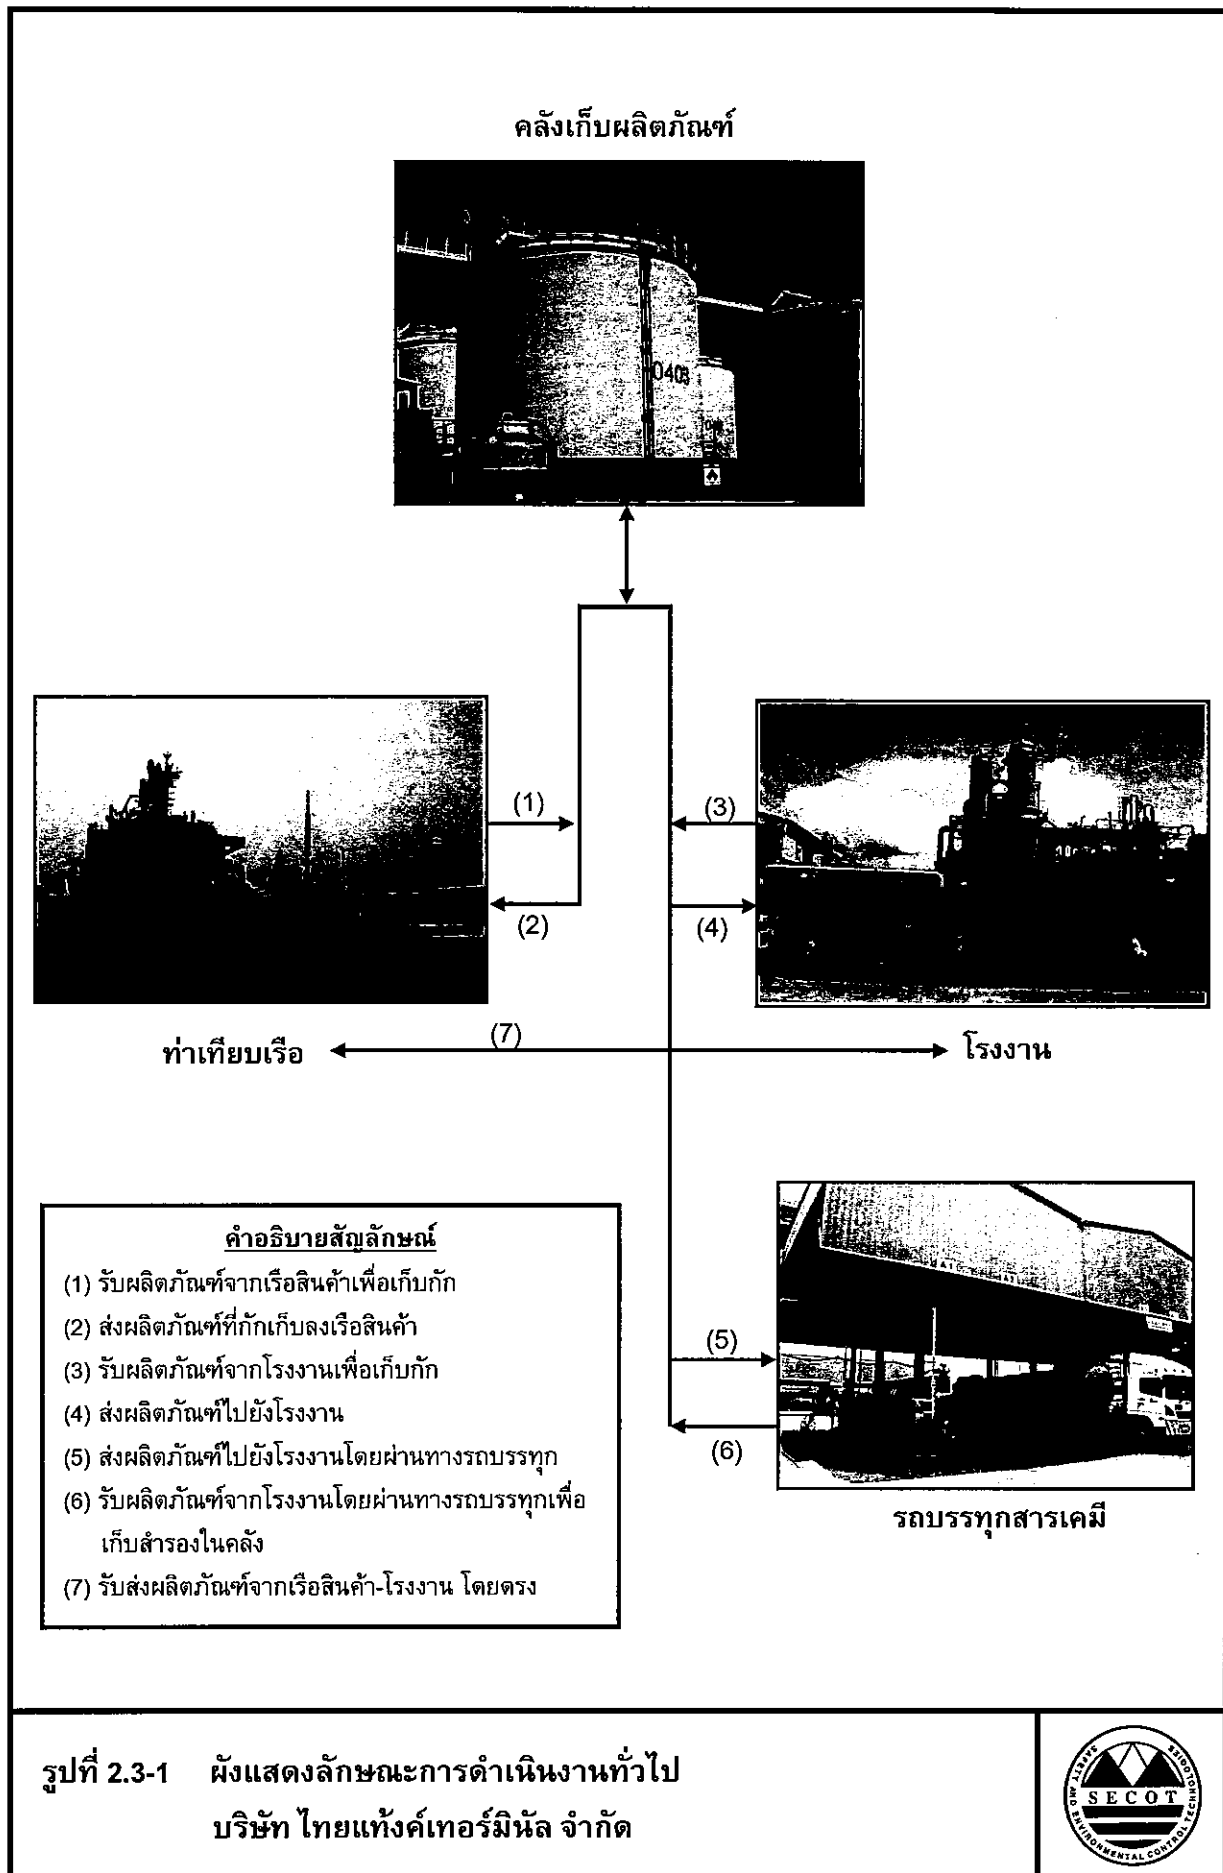 คลังเก็บผลิตภัณฑ์
0403
(1)
(3)
(2)
(4)
(7)
ท่าเทียบเรือ
โรงงาน
คำอธิบายสัญลักษณ์
(1) รับผลิตภัณฑ์จากเรือสินค้าเพื่อเก็บกัก
(2) ส่งผลิตภัณฑ์ที่กักเก็บลงเรือสินค้า
(3) รับผลิตภัณฑ์จากโรงงานเพื่อเก็บกัก
(4) ส่งผลิตภัณฑ์ไปยังโรงงาน
(5) ส่งผลิตภัณฑ์ไปยังโรงงานโดยผ่านทางรถบรรทุก
(6) รับผลิตภัณฑ์จากโรงงานโดยผ่านทางรถบรรทุกเพื่อ
เก็บสำรองในคลัง
(7) รับส่งผลิตภัณฑ์จากเรือสินค้า-โรงงาน โดยตรง
(5)
(6)
รถบรรทุกสารเคมี
รูปที่ 2.3-1 ผังแสดงลักษณะการดำเนินงานทั่วไป
บริษัท ไทยแท้งค์เทอร์มินัล จำกัด
SECOT
SAFETY AND ENVIRONMENTAL CONTROL TECHNOLOGIES